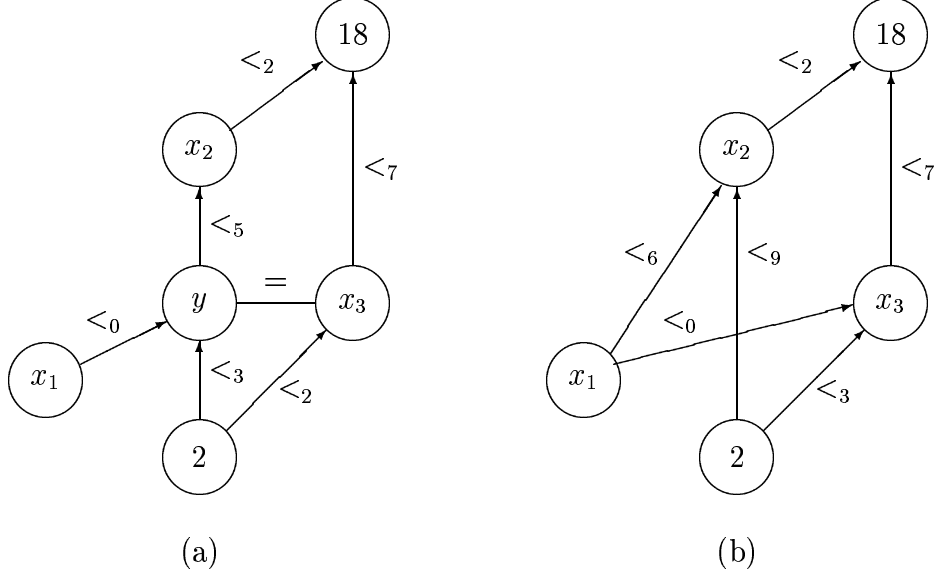 18 18
<₂ <₂
x₂ x₂
<₇ <₇
<₅ <₆ <₉
y = x₃ x₃
<₀ <₀
x₁ <₃ <₂ x₁ <₃
2 2
(a) (b)